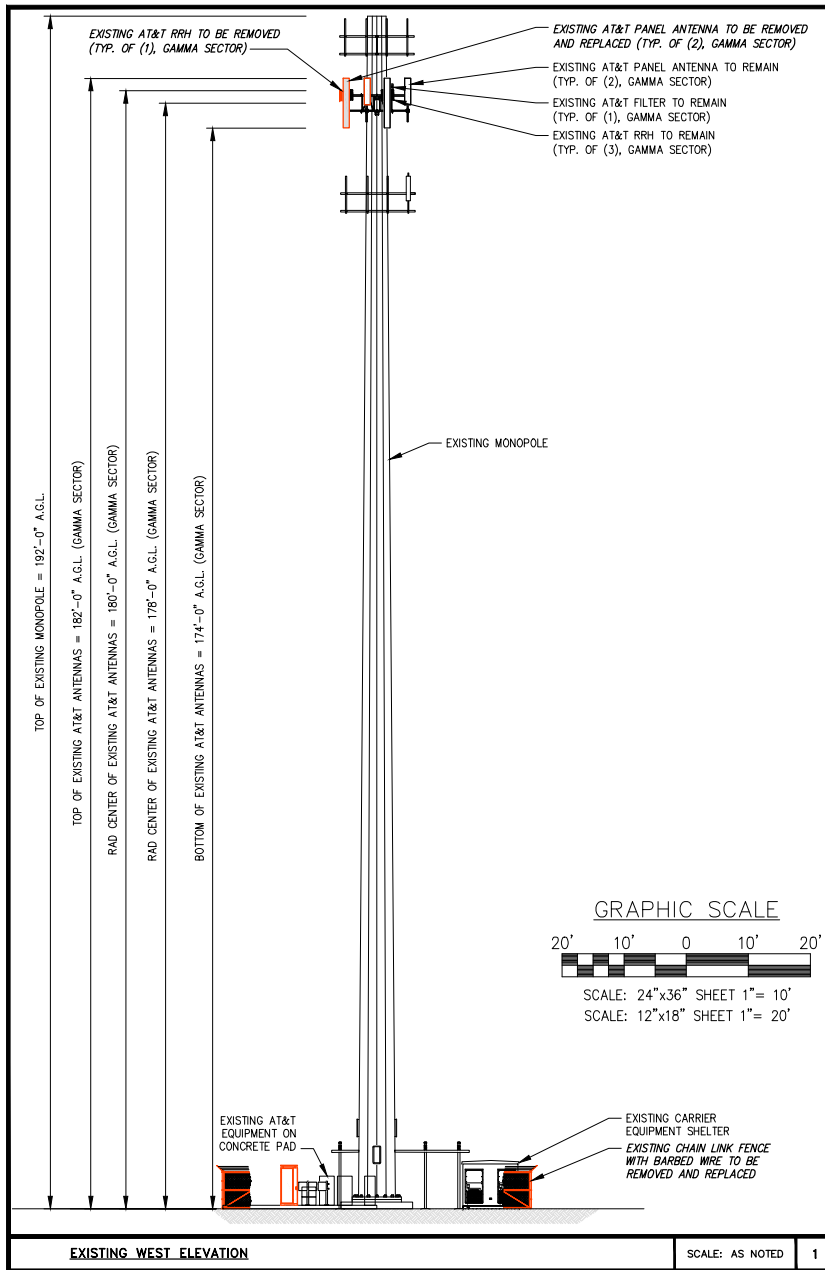 EXISTING AT&T RRH TO BE REMOVED
(TYP. OF (1), GAMMA SECTOR)
EXISTING AT&T PANEL ANTENNA TO BE REMOVED
AND REPLACED (TYP. OF (2), GAMMA SECTOR)
EXISTING AT&T PANEL ANTENNA TO REMAIN
(TYP. OF (2), GAMMA SECTOR)
EXISTING AT&T FILTER TO REMAIN
(TYP. OF (1), GAMMA SECTOR)
EXISTING AT&T RRH TO REMAIN
(TYP. OF (3), GAMMA SECTOR)
EXISTING MONOPOLE
TOP OF EXISTING MONOPOLE = 192'-0" A.G.L.
TOP OF EXISTING AT&T ANTENNAS = 182'-0" A.G.L. (GAMMA SECTOR)
RAD CENTER OF EXISTING AT&T ANTENNAS = 180'-0" A.G.L. (GAMMA SECTOR)
RAD CENTER OF EXISTING AT&T ANTENNAS = 178'-0" A.G.L. (GAMMA SECTOR)
BOTTOM OF EXISTING AT&T ANTENNAS = 174'-0" A.G.L. (GAMMA SECTOR)
GRAPHIC SCALE
20' 10' 0 10' 20'
SCALE: 24"x36" SHEET 1"= 10'
SCALE: 12"x18" SHEET 1"= 20'
EXISTING AT&T
EQUIPMENT ON
CONCRETE PAD
EXISTING CARRIER
EQUIPMENT SHELTER
EXISTING CHAIN LINK FENCE
WITH BARBED WIRE TO BE
REMOVED AND REPLACED
EXISTING WEST ELEVATION
SCALE: AS NOTED
1